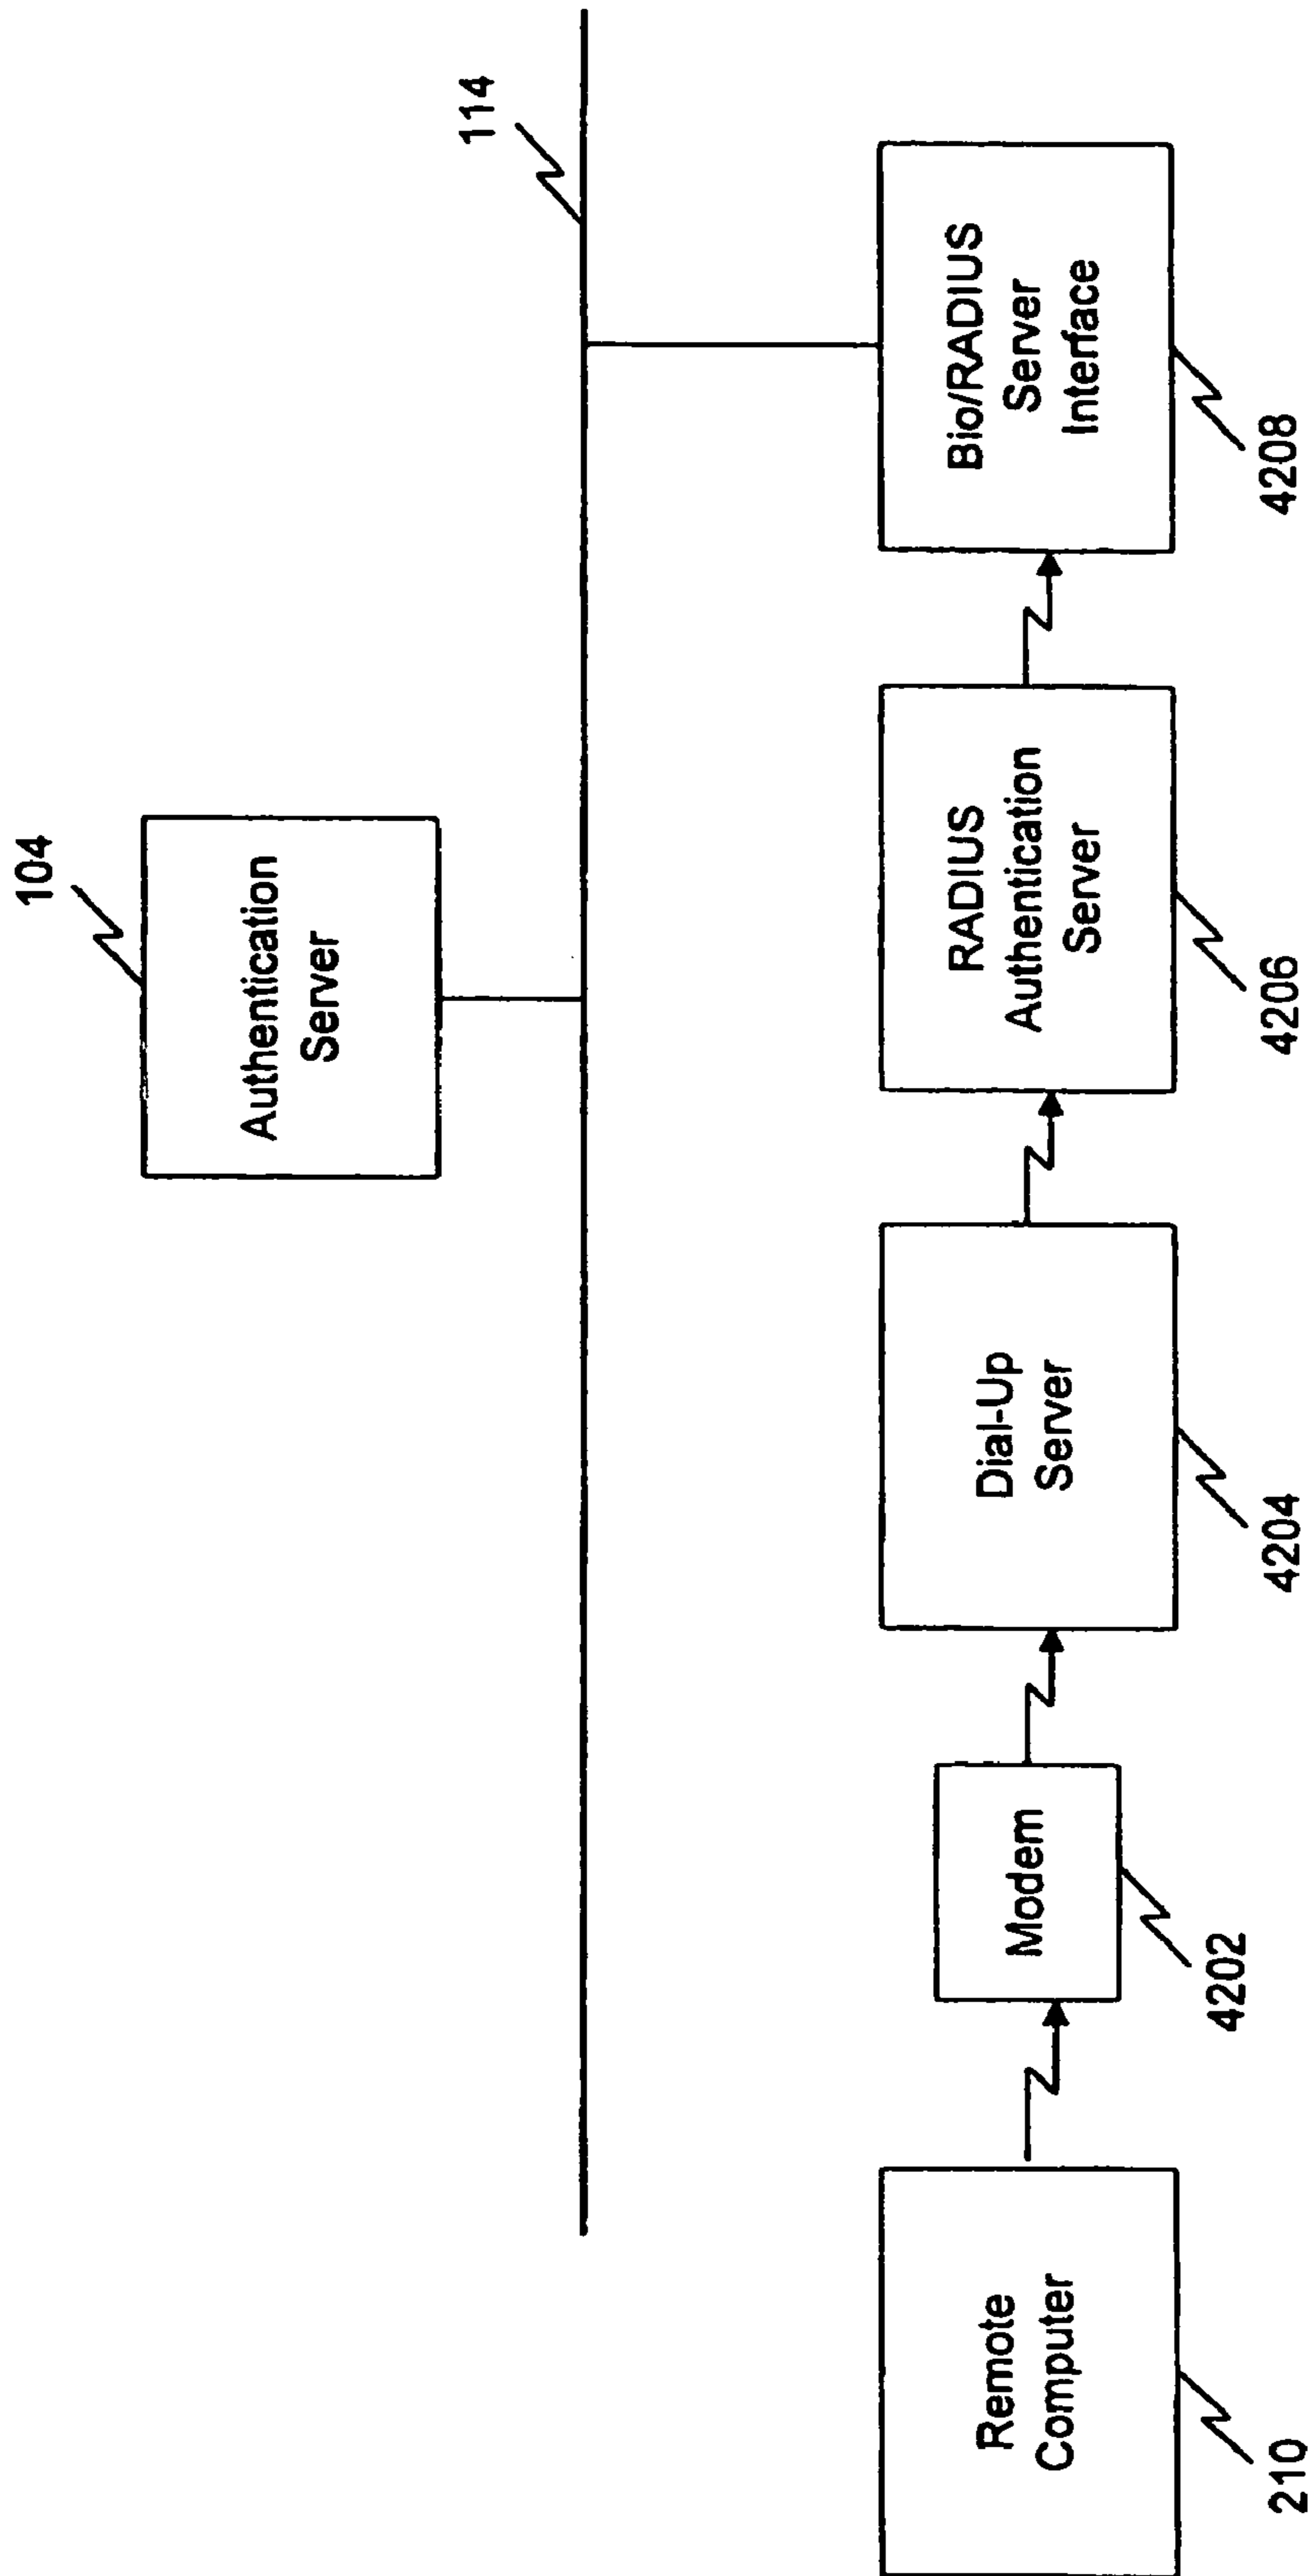 104
Authentication
Server
114
Remote
Computer
210
Modem
4202
Dial-Up
Server
4204
RADIUS
Authentication
Server
4206
Bio/RADIUS
Server
Interface
4208